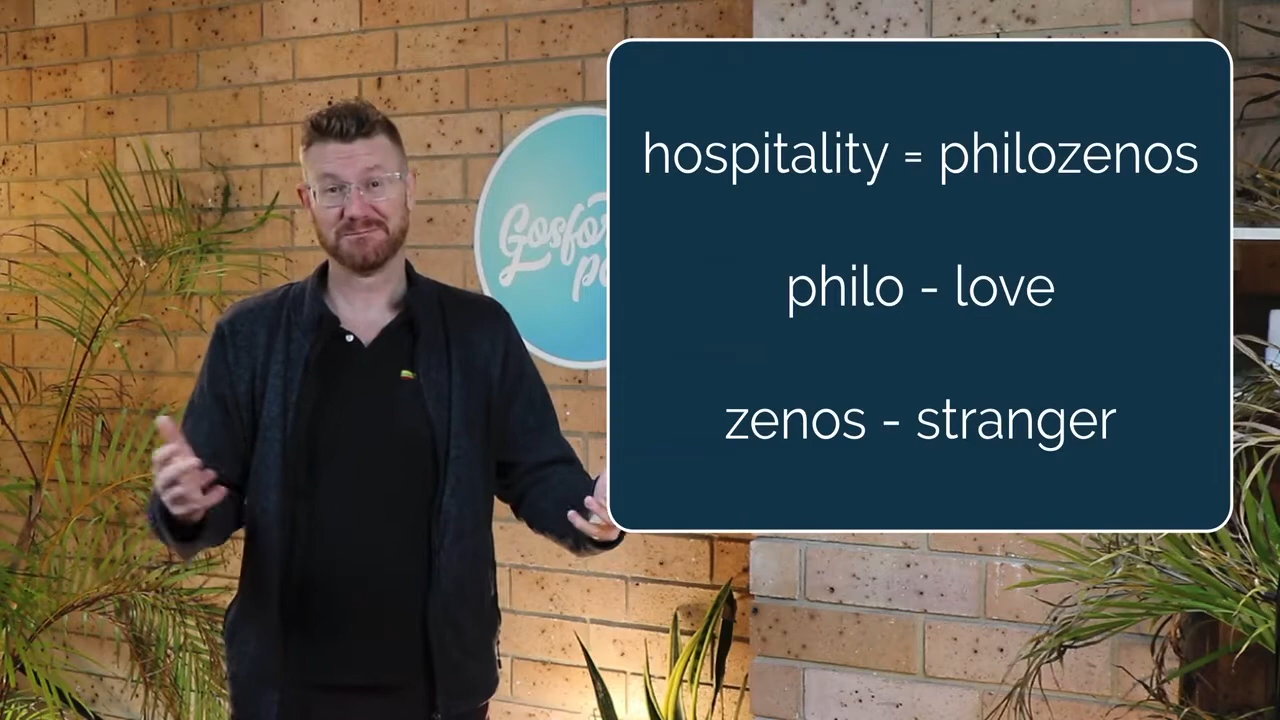 hospitality = philozenos
philo - love
zenos - stranger